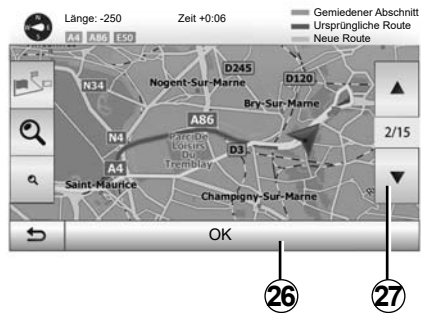 Länge: -250 Zeit +0:06
Gemiedener Abschnitt
Ursprüngliche Route
Neue Route
A4 A86 E50
D245
N34 D120
Nogent-Sur-Marne
Bry-Sur-Marne
A86
2/15
N4 Parc De
Loisirs
Du
Tremblay
D3
A4
Saint-Maurice
Champigny-Sur-Marne
OK
26 27